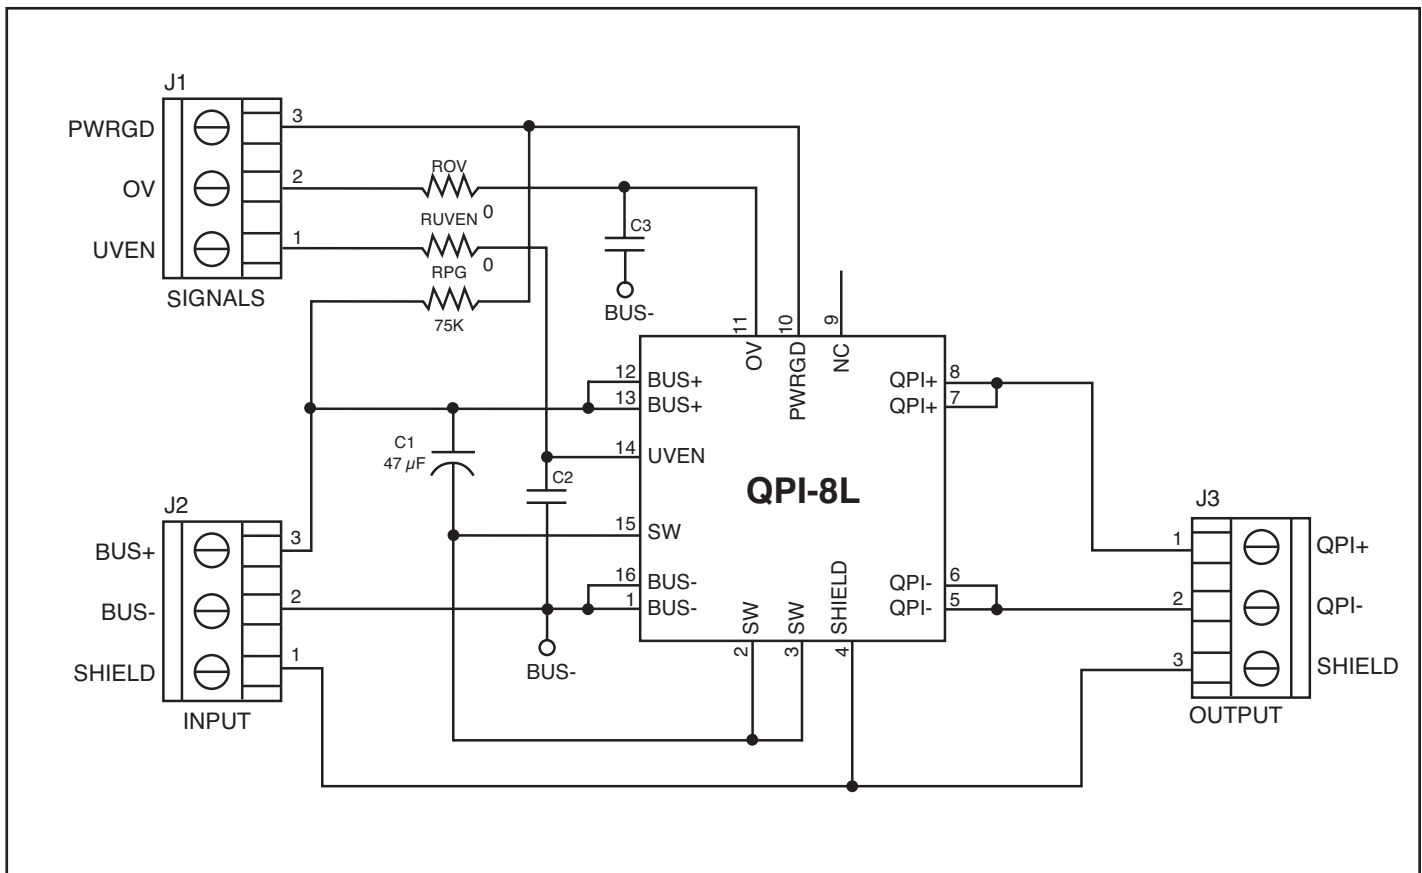 J1
PWRGD
3
OV
2
UVEN
1
SIGNALS
ROV
0
RUVEN
0
RPG
75K
C3
BUS-
11
10
9
OV
PWRGD
NC
12
BUS+
13
BUS+
14
UVEN
15
SW
16
BUS-
1
BUS-
QPI-8L
QPI+
8
QPI+
7
QPI-
6
QPI-
5
SW
SW
SHIELD
2
3
4
C1
47 µF
C2
BUS-
J2
BUS+
3
BUS-
2
SHIELD
1
INPUT
J3
1
QPI+
2
QPI-
3
SHIELD
OUTPUT